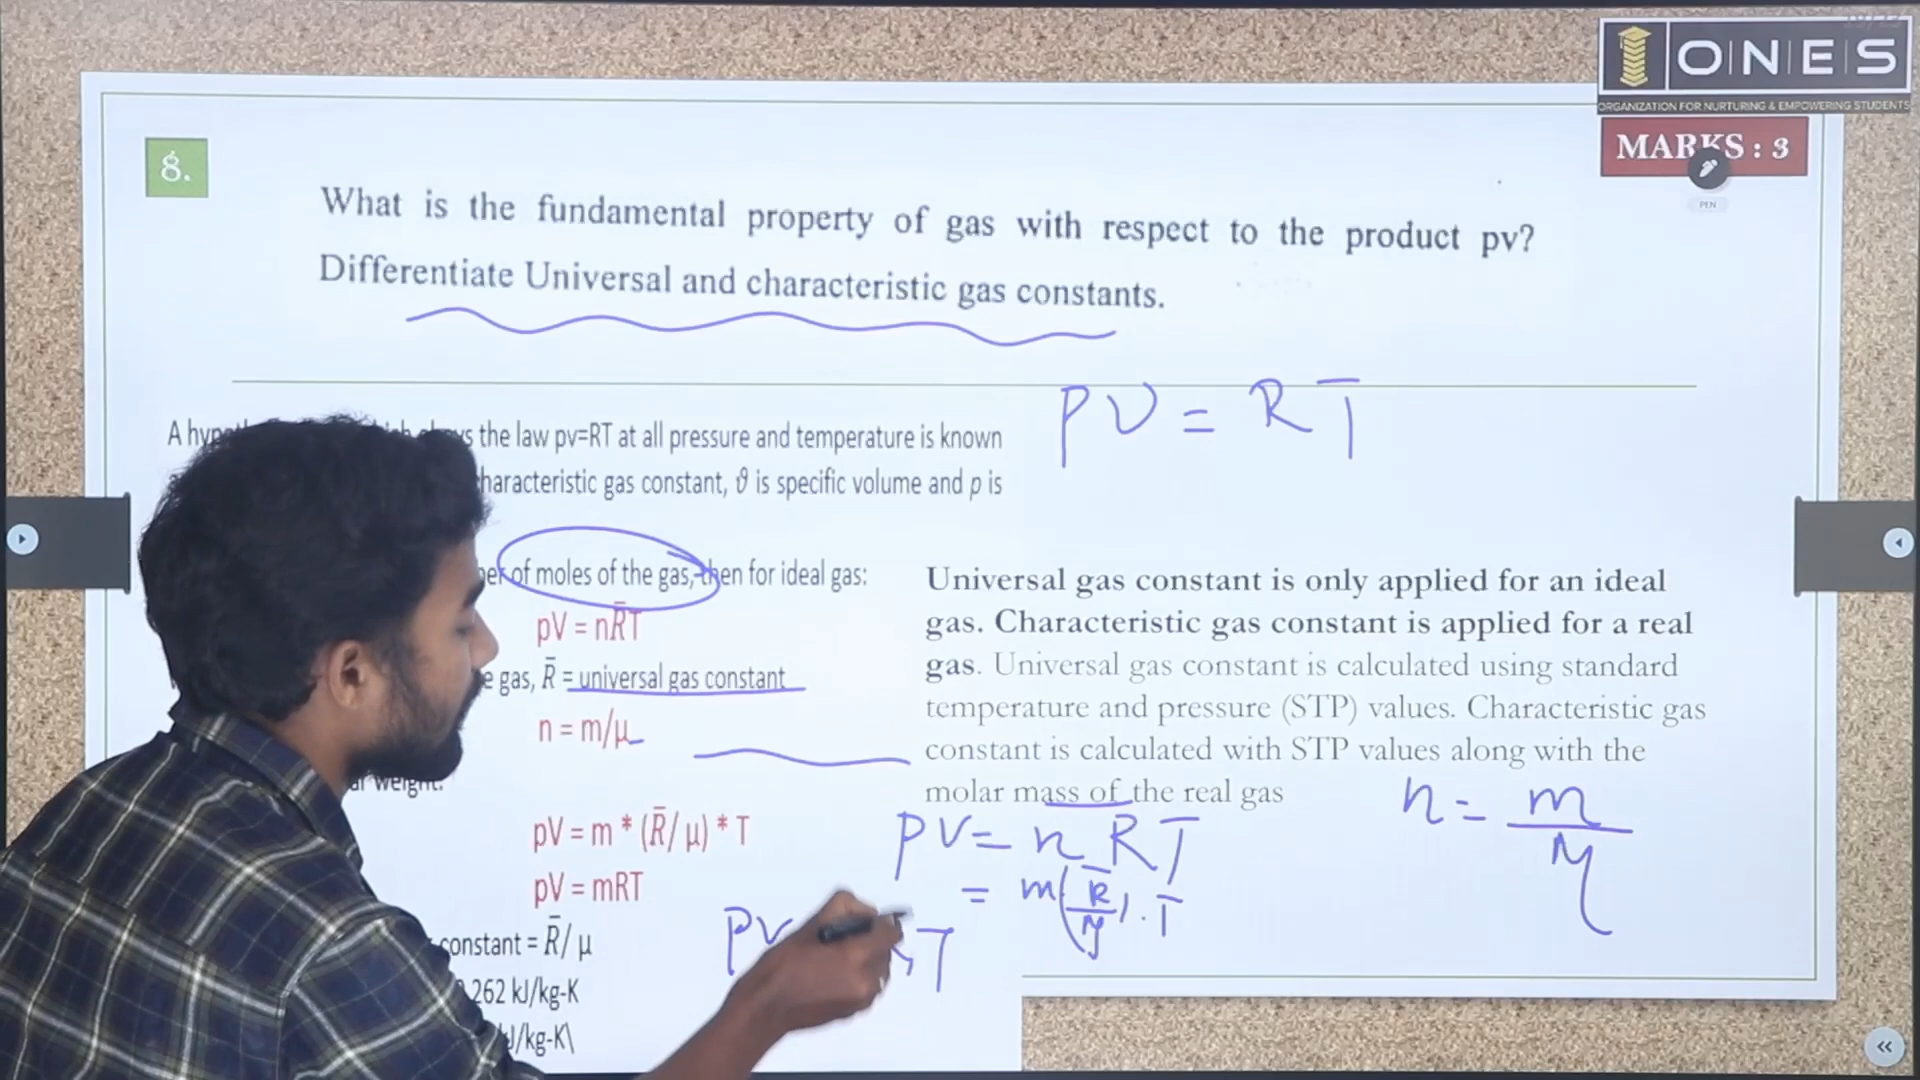 ONES
ORGANIZATION FOR NURTURING & EMPOWERING STUDENTS
MARKS : 3
PEN
8.
What is the fundamental property of gas with respect to the product pv?
Differentiate Universal and characteristic gas constants.
PV = RT
the law pv=RT at all pressure and temperature is known
characteristic gas constant, ϑ is specific volume and p is
of moles of the gas, then for ideal gas:
pV = nR̄T
gas, R̄ = universal gas constant
n = m/μ
weight.
pV = m * (R̄/ μ) * T
pV = mRT
constant = R̄/ μ
262 kJ/kg-K
J/kg-K\
Universal gas constant is only applied for an ideal
gas. Characteristic gas constant is applied for a real
gas. Universal gas constant is calculated using standard
temperature and pressure (STP) values. Characteristic gas
constant is calculated with STP values along with the
molar mass of the real gas
n = m/M
PV = nRT
= m(R̄/M).T
PV RT